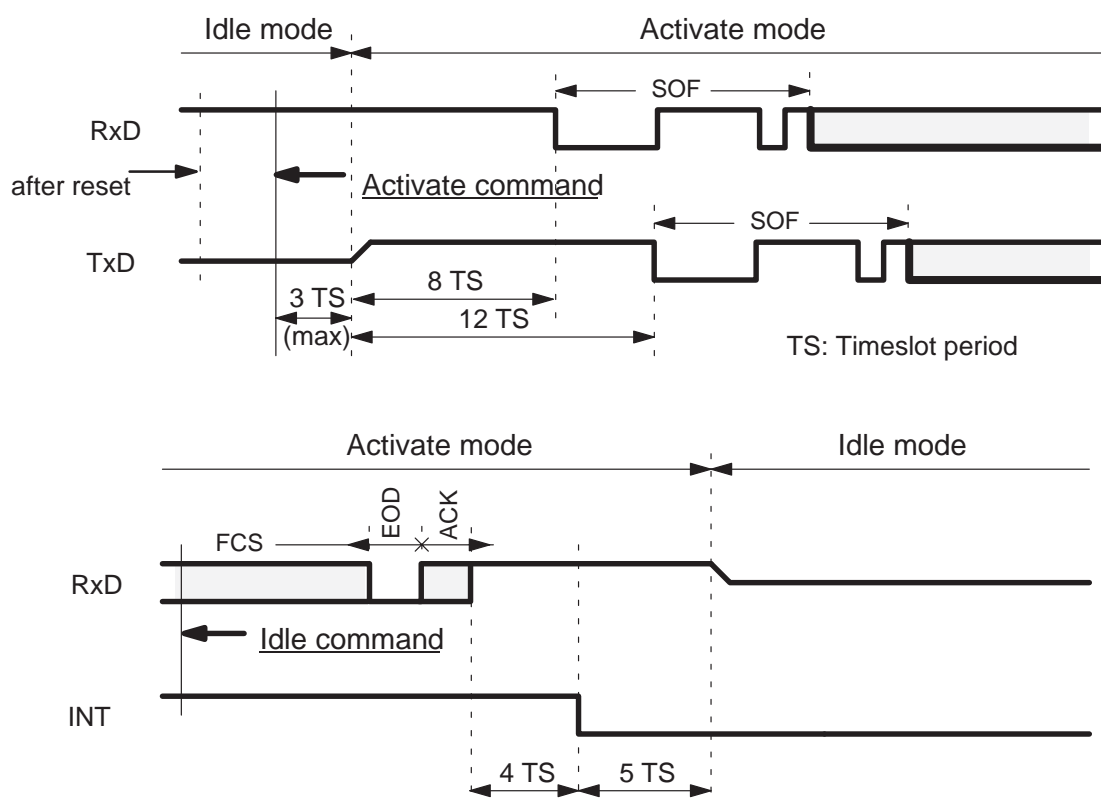 Idle mode
Activate mode
SOF
RxD
after reset
Activate command
SOF
TxD
3 TS
(max)
8 TS
12 TS
TS: Timeslot period
Activate mode
Idle mode
EOD
ACK
FCS
RxD
Idle command
INT
4 TS
5 TS